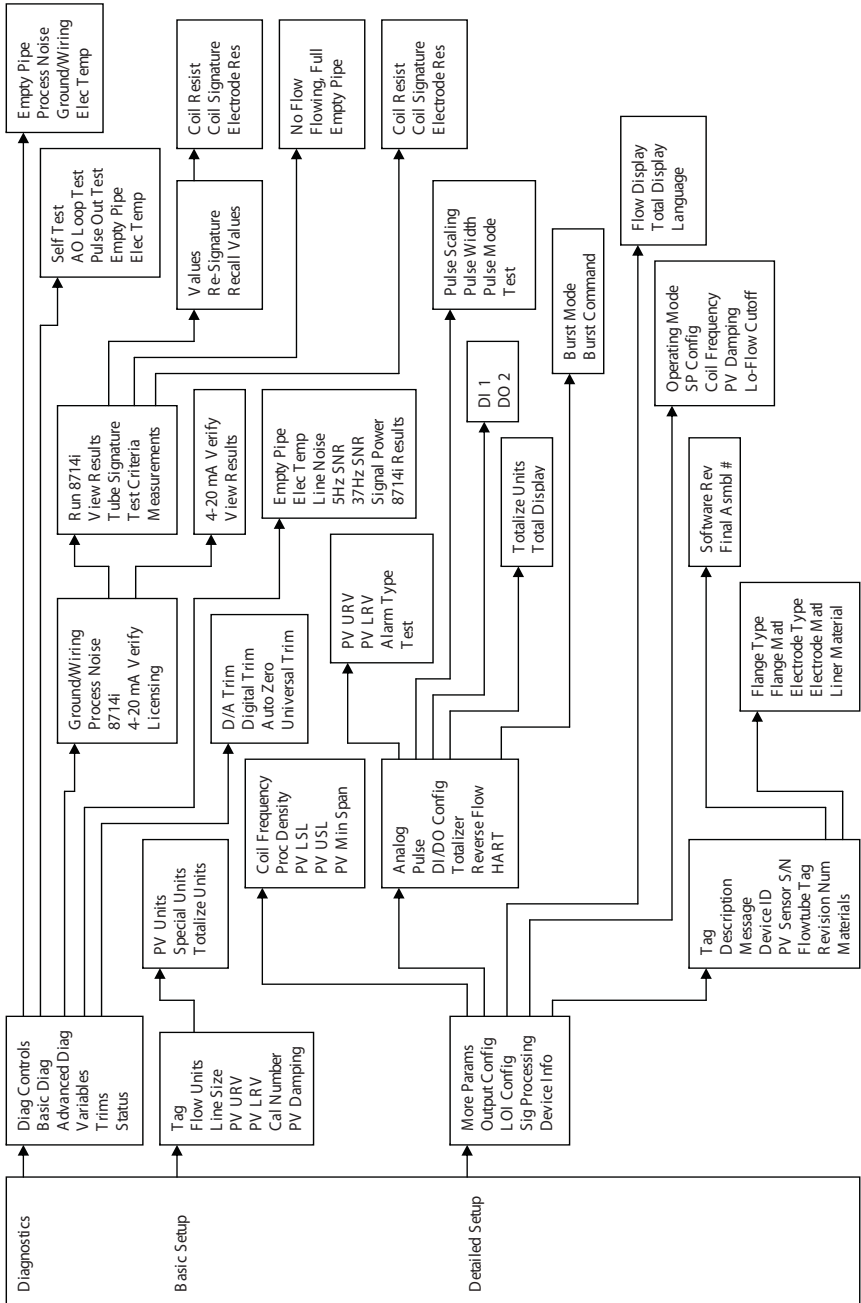 Diagnostics
Basic Setup
Detailed Setup
Diag Controls
Basic Diag
Advanced Diag
Variables
Trims
Status
Empty Pipe
Process Noise
Ground/Wiring
Elec Temp
Self Test
AO Loop Test
Pulse Out Test
Empty Pipe
Elec Temp
Ground/Wiring
Process Noise
8714i
4-20 mA Verify
Licensing
Run 8714i
View Results
Tube Signature
Test Criteria
Measurements
Values
Re-Signature
Recall Values
Coil Resist
Coil Signature
Electrode Res
No Flow
Flowing, Full
Empty Pipe
Coil Resist
Coil Signature
Electrode Res
4-20 mA Verify
View Results
Empty Pipe
Elec Temp
Line Noise
5Hz SNR
37Hz SNR
Signal Power
8714i Results
D/A Trim
Digital Trim
Auto Zero
Universal Trim
Tag
Flow Units
Line Size
PV URV
PV LRV
Cal Number
PV Damping
PV Units
Special Units
Totalize Units
More Params
Output Config
LOI Config
Sig Processing
Device Info
Coil Frequency
Proc Density
PV LSL
PV USL
PV Min Span
Analog
Pulse
DI/DO Config
Totalizer
Reverse Flow
HART
PV URV
PV LRV
Alarm Type
Test
Pulse Scaling
Pulse Width
Pulse Mode
Test
DI 1
DO 2
Totalize Units
Total Display
Burst Mode
Burst Command
Flow Display
Total Display
Language
Operating Mode
SP Config
Coil Frequency
PV Damping
Lo-Flow Cutoff
Tag
Description
Message
Device ID
PV Sensor S/N
Flowtube Tag
Revision Num
Materials
Software Rev
Final Asmbl #
Flange Type
Flange Matl
Electrode Type
Electrode Matl
Liner Material